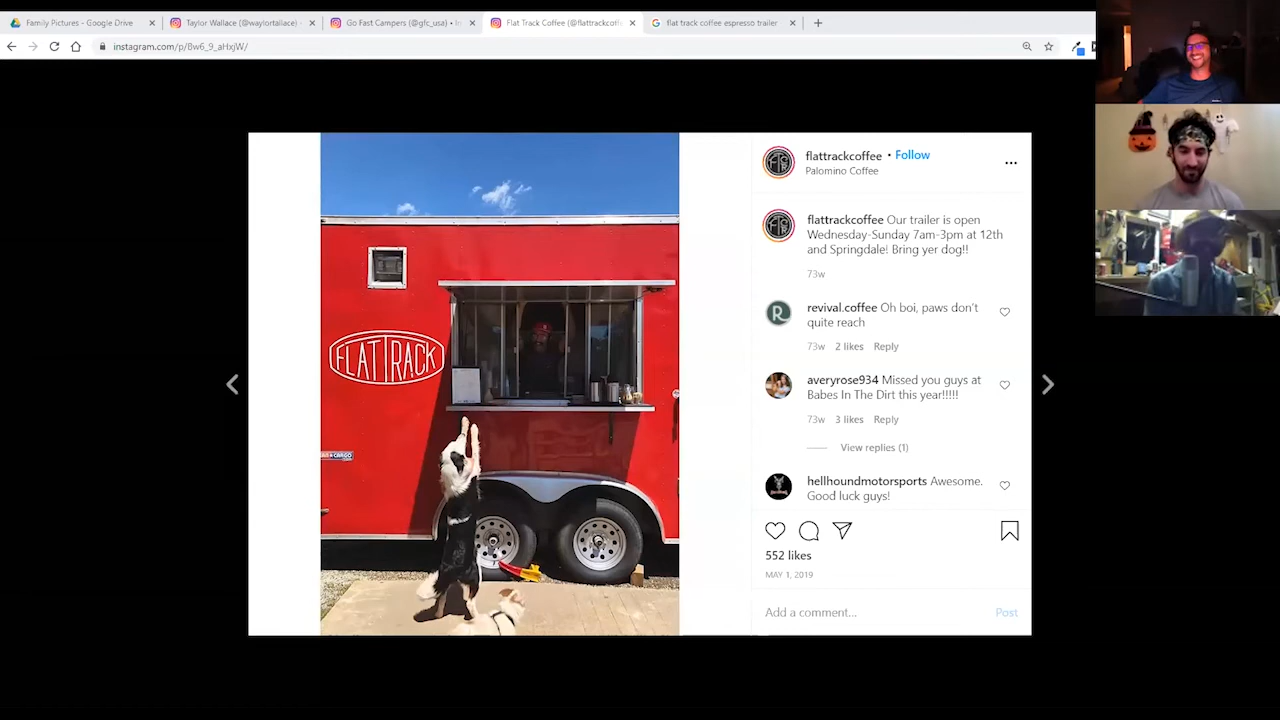 Family Pictures - Google Drive
Taylor Wallace (@waylortallace) •
Go Fast Campers (@gfc_usa) • In
Flat Track Coffee (@flattrackcoff
flat track coffee espresso trailer
instagram.com/p/Bw6_9_aHxjW/
flattrackcoffee • Follow
Palomino Coffee
flattrackcoffee Our trailer is open
Wednesday-Sunday 7am-3pm at 12th
and Springdale! Bring yer dog!!
73w
revival.coffee Oh boi, paws don't
quite reach
73w 2 likes Reply
averyrose934 Missed you guys at
Babes In The Dirt this year!!!!!
73w 3 likes Reply
View replies (1)
hellhoundmotorsports Awesome.
Good luck guys!
552 likes
MAY 1, 2019
Add a comment... Post
FLAT TRACK
CARGO